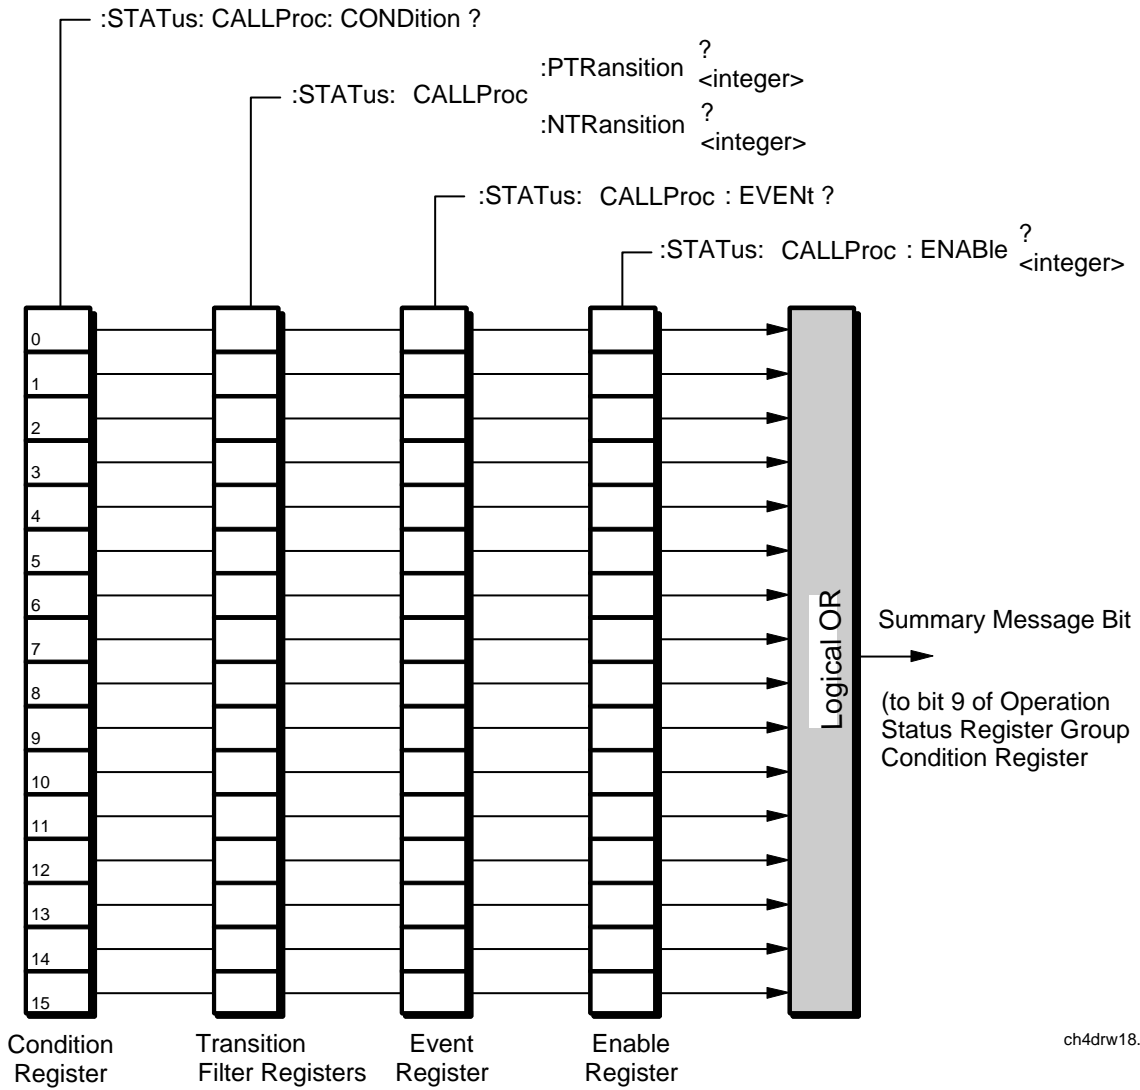 :STATus: CALLProc: CONDition ?
:STATus: CALLProc
:PTRansition
?
<integer>
:NTRansition
?
<integer>
:STATus: CALLProc : EVENt ?
:STATus: CALLProc : ENABle
?
<integer>
0
1
2
3
4
5
6
7
8
9
10
11
12
13
14
15
Logical OR
Summary Message Bit
(to bit 9 of Operation
Status Register Group
Condition Register
Condition
Register
Transition
Filter Registers
Event
Register
Enable
Register
ch4drw18.